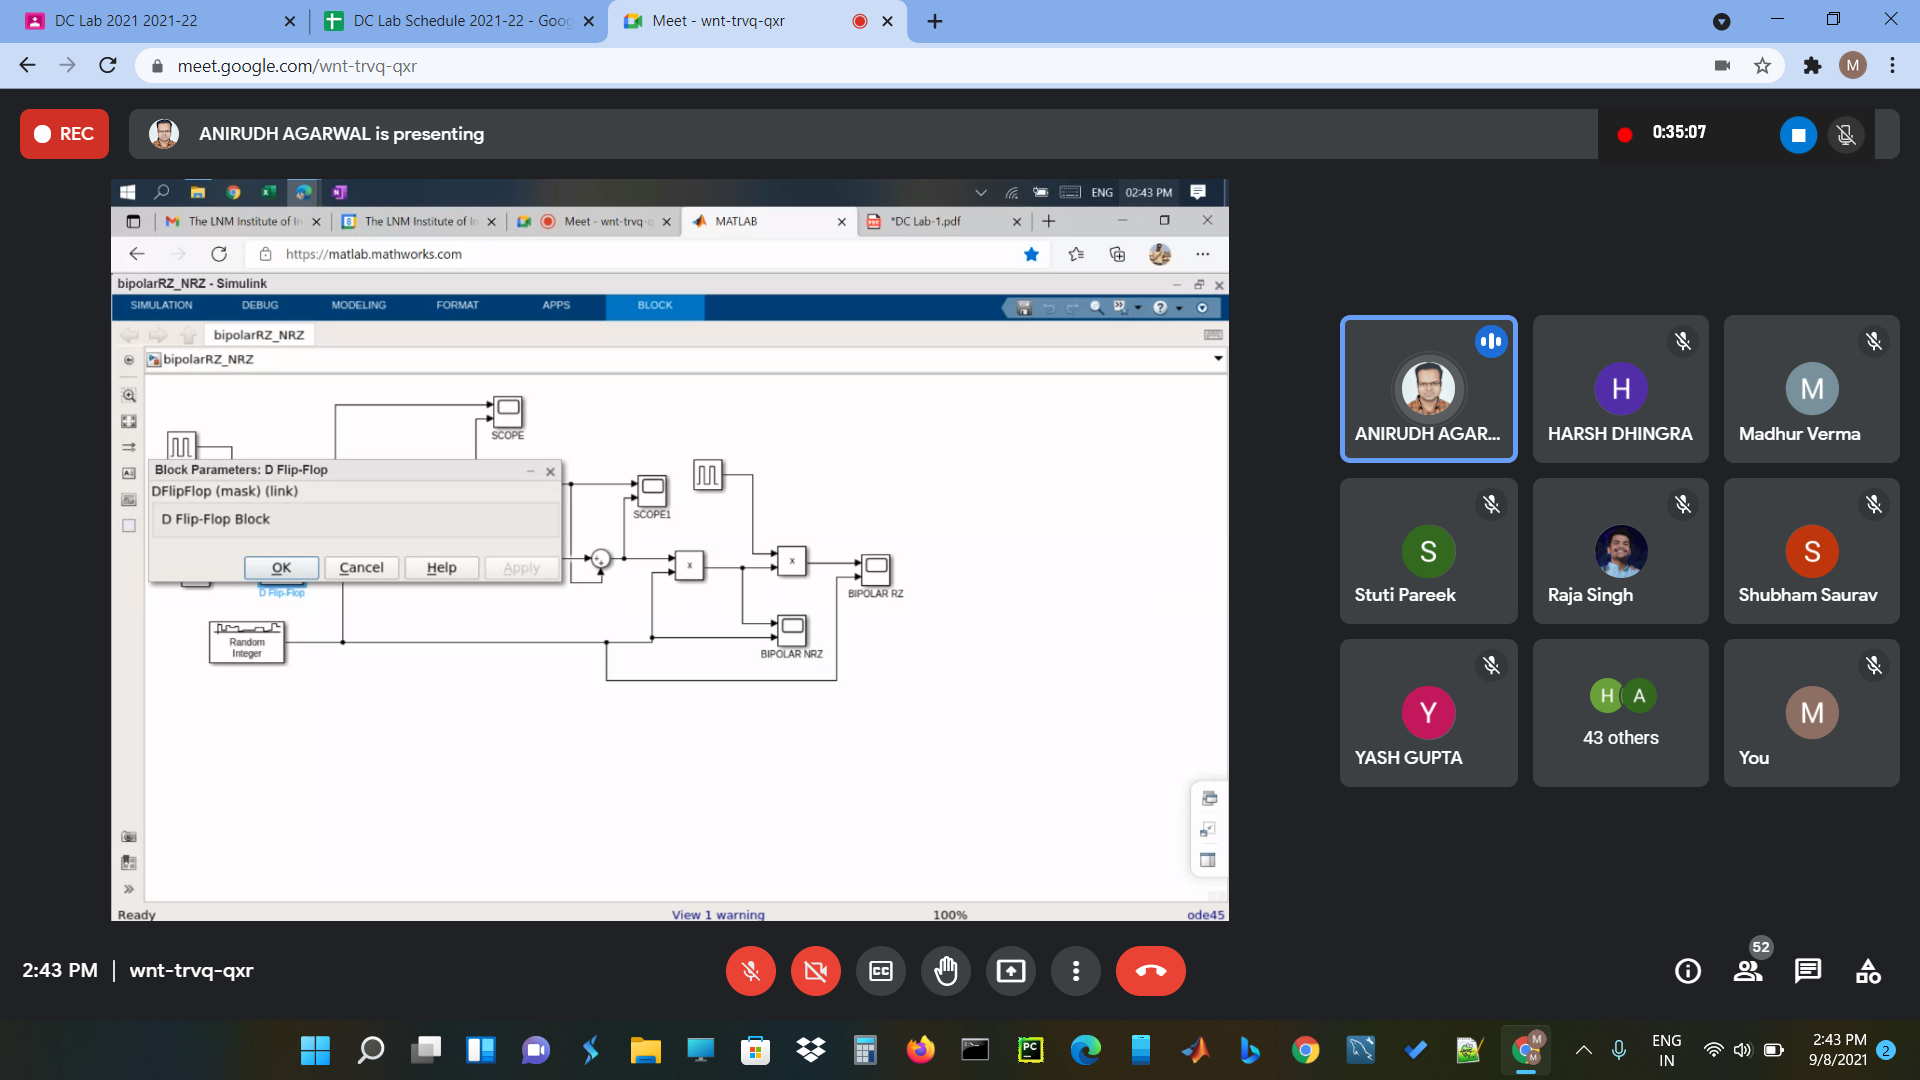 DC Lab 2021 2021-22
DC Lab Schedule 2021-22 - Goog
Meet - wnt-trvq-qxr
meet.google.com/wnt-trvq-qxr
M
REC
ANIRUDH AGARWAL is presenting
0:35:07
ENG
02:43 PM
The LNM Institute of In
The LNM Institute of In
Meet - wnt-trvq-q
MATLAB
*DC Lab-1.pdf
https://matlab.mathworks.com
bipolarRZ_NRZ - Simulink
SIMULATION
DEBUG
MODELING
FORMAT
APPS
BLOCK
bipolarRZ_NRZ
bipolarRZ_NRZ
SCOPE
Block Parameters: D Flip-Flop
DFlipFlop (mask) (link)
D Flip-Flop Block
OK
Cancel
Help
Apply
D Flip-Flop
SCOPE1
x
x
BIPOLAR RZ
BIPOLAR NRZ
Random
Integer
Ready
View 1 warning
100%
ode45
ANIRUDH AGAR...
H
HARSH DHINGRA
M
Madhur Verma
S
Stuti Pareek
Raja Singh
S
Shubham Saurav
Y
YASH GUPTA
H
A
43 others
M
You
2:43 PM
wnt-trvq-qxr
CC
52
PC
M
M
ENG
IN
2:43 PM
9/8/2021
2